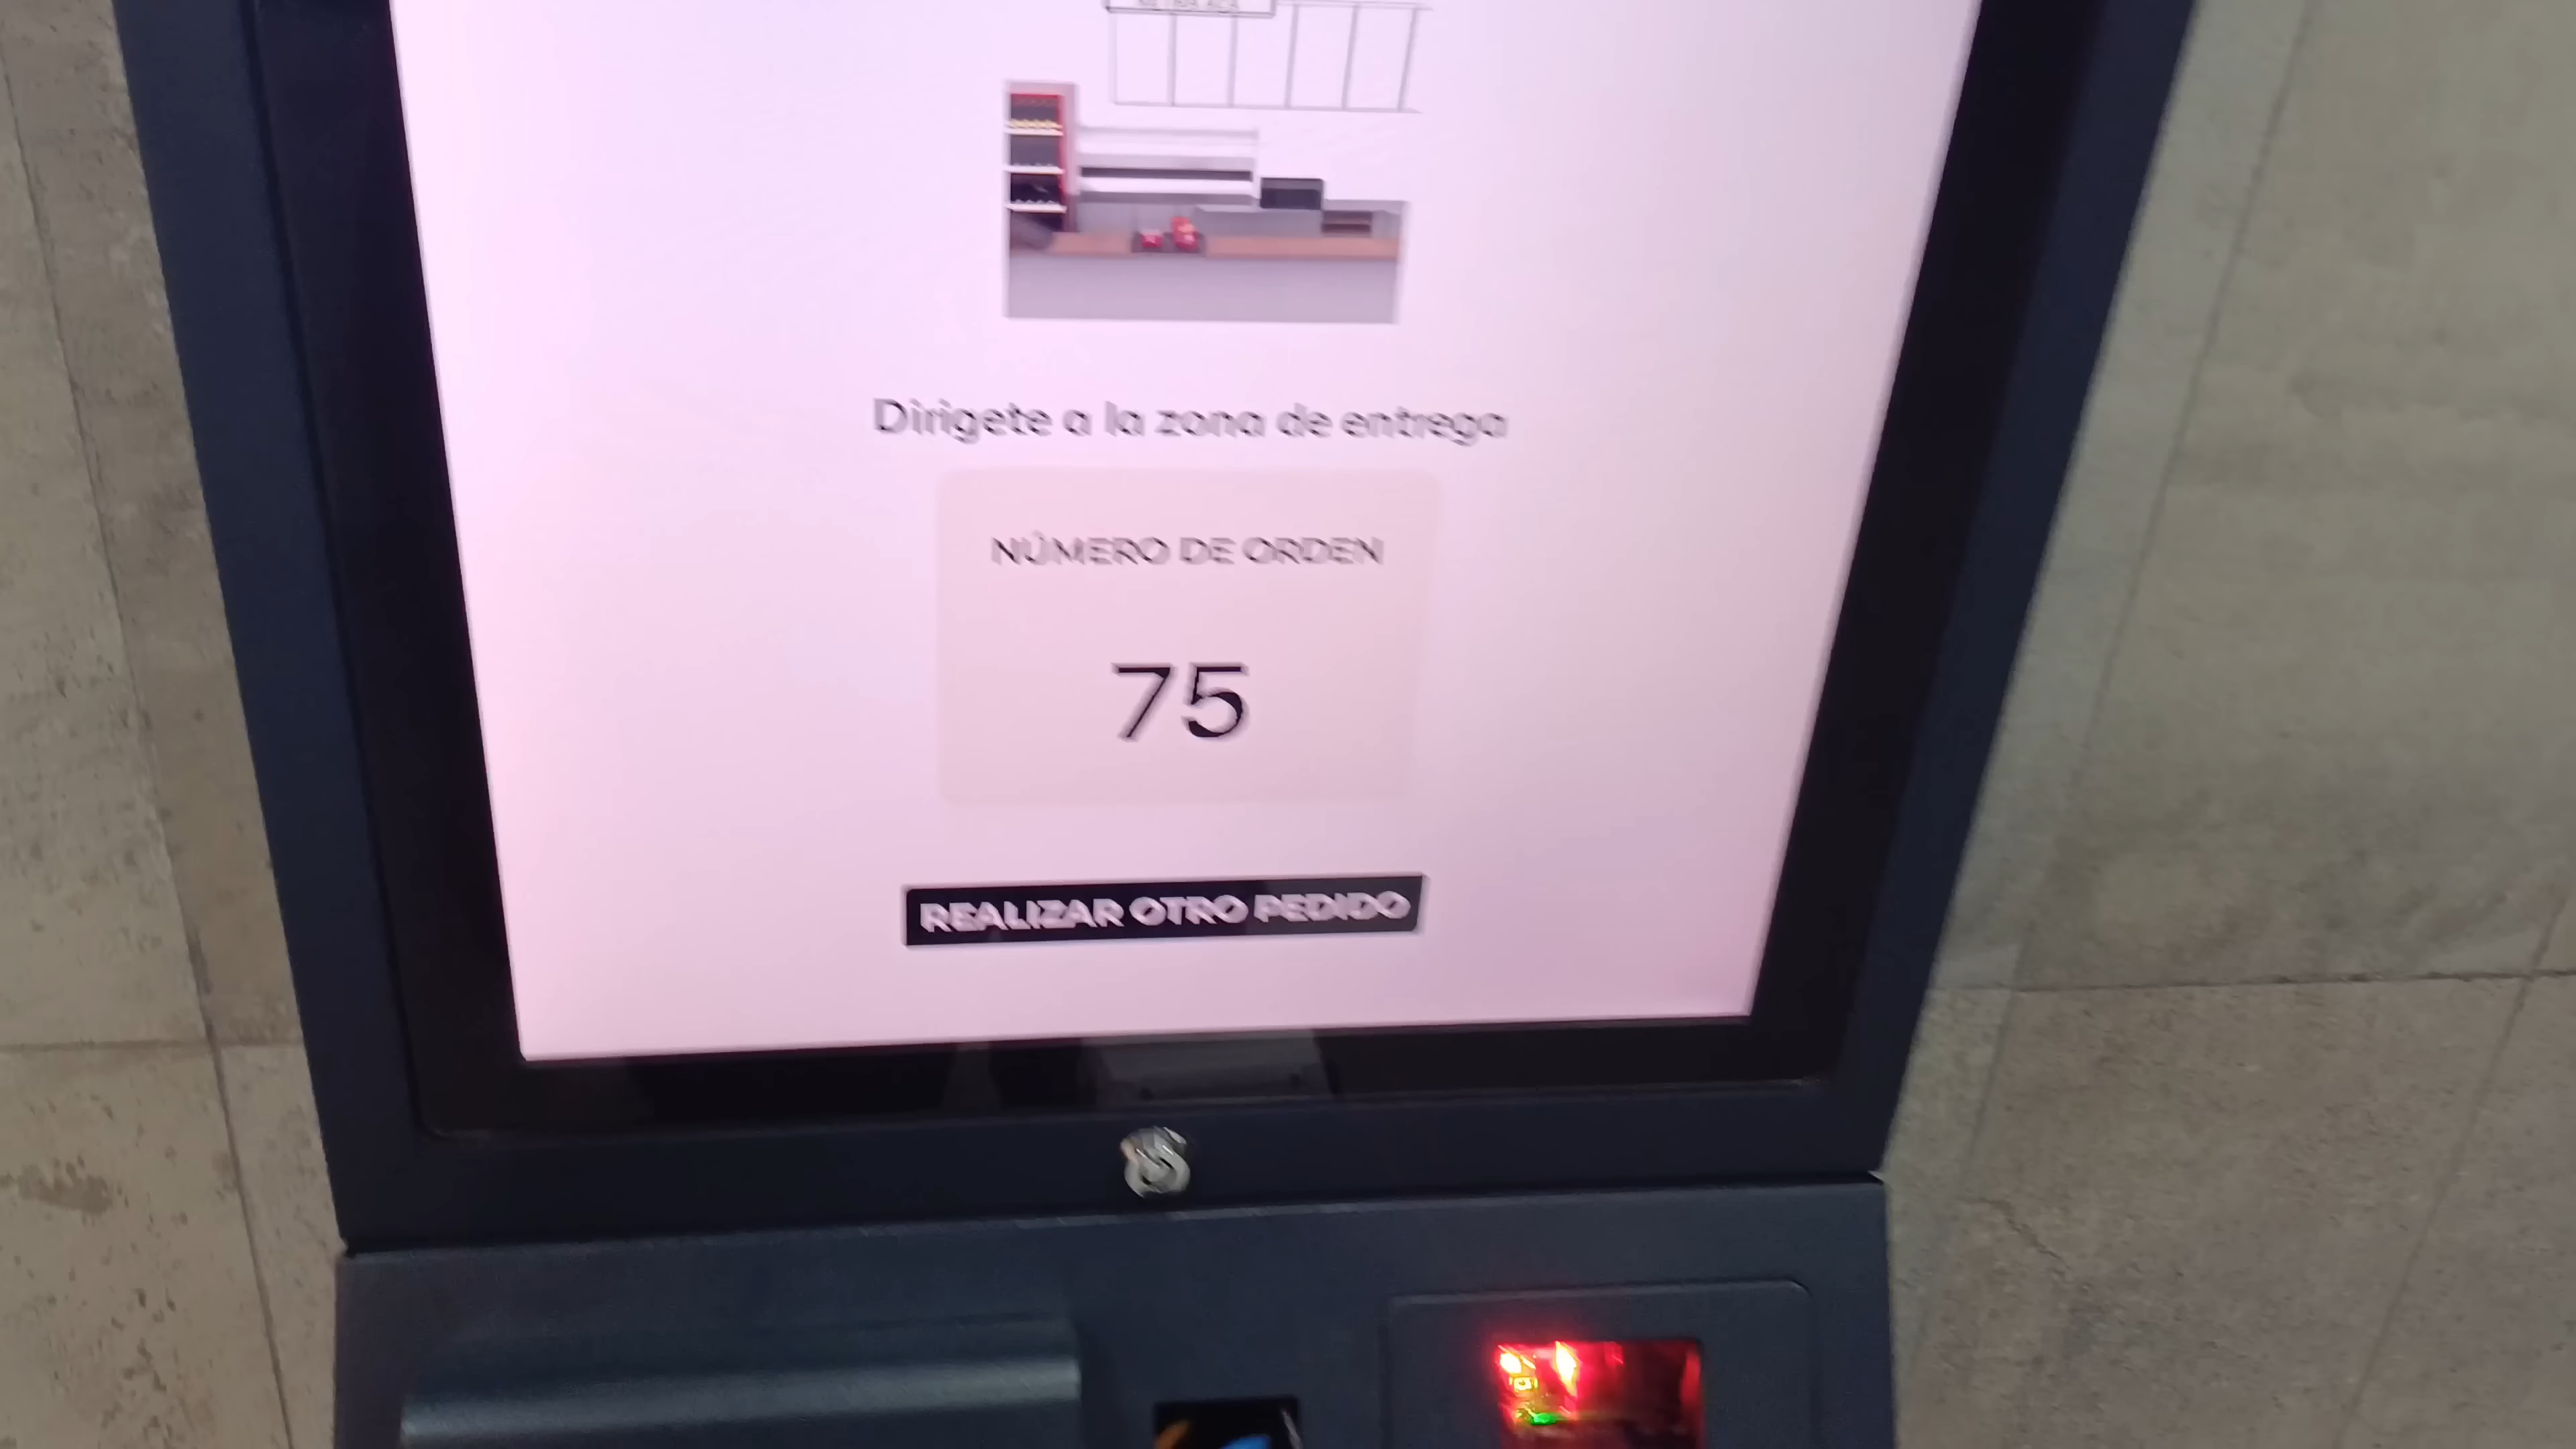 Dirigete a la zona de entrega
NÚMERO DE ORDEN
75
REALIZAR OTRO PEDIDO